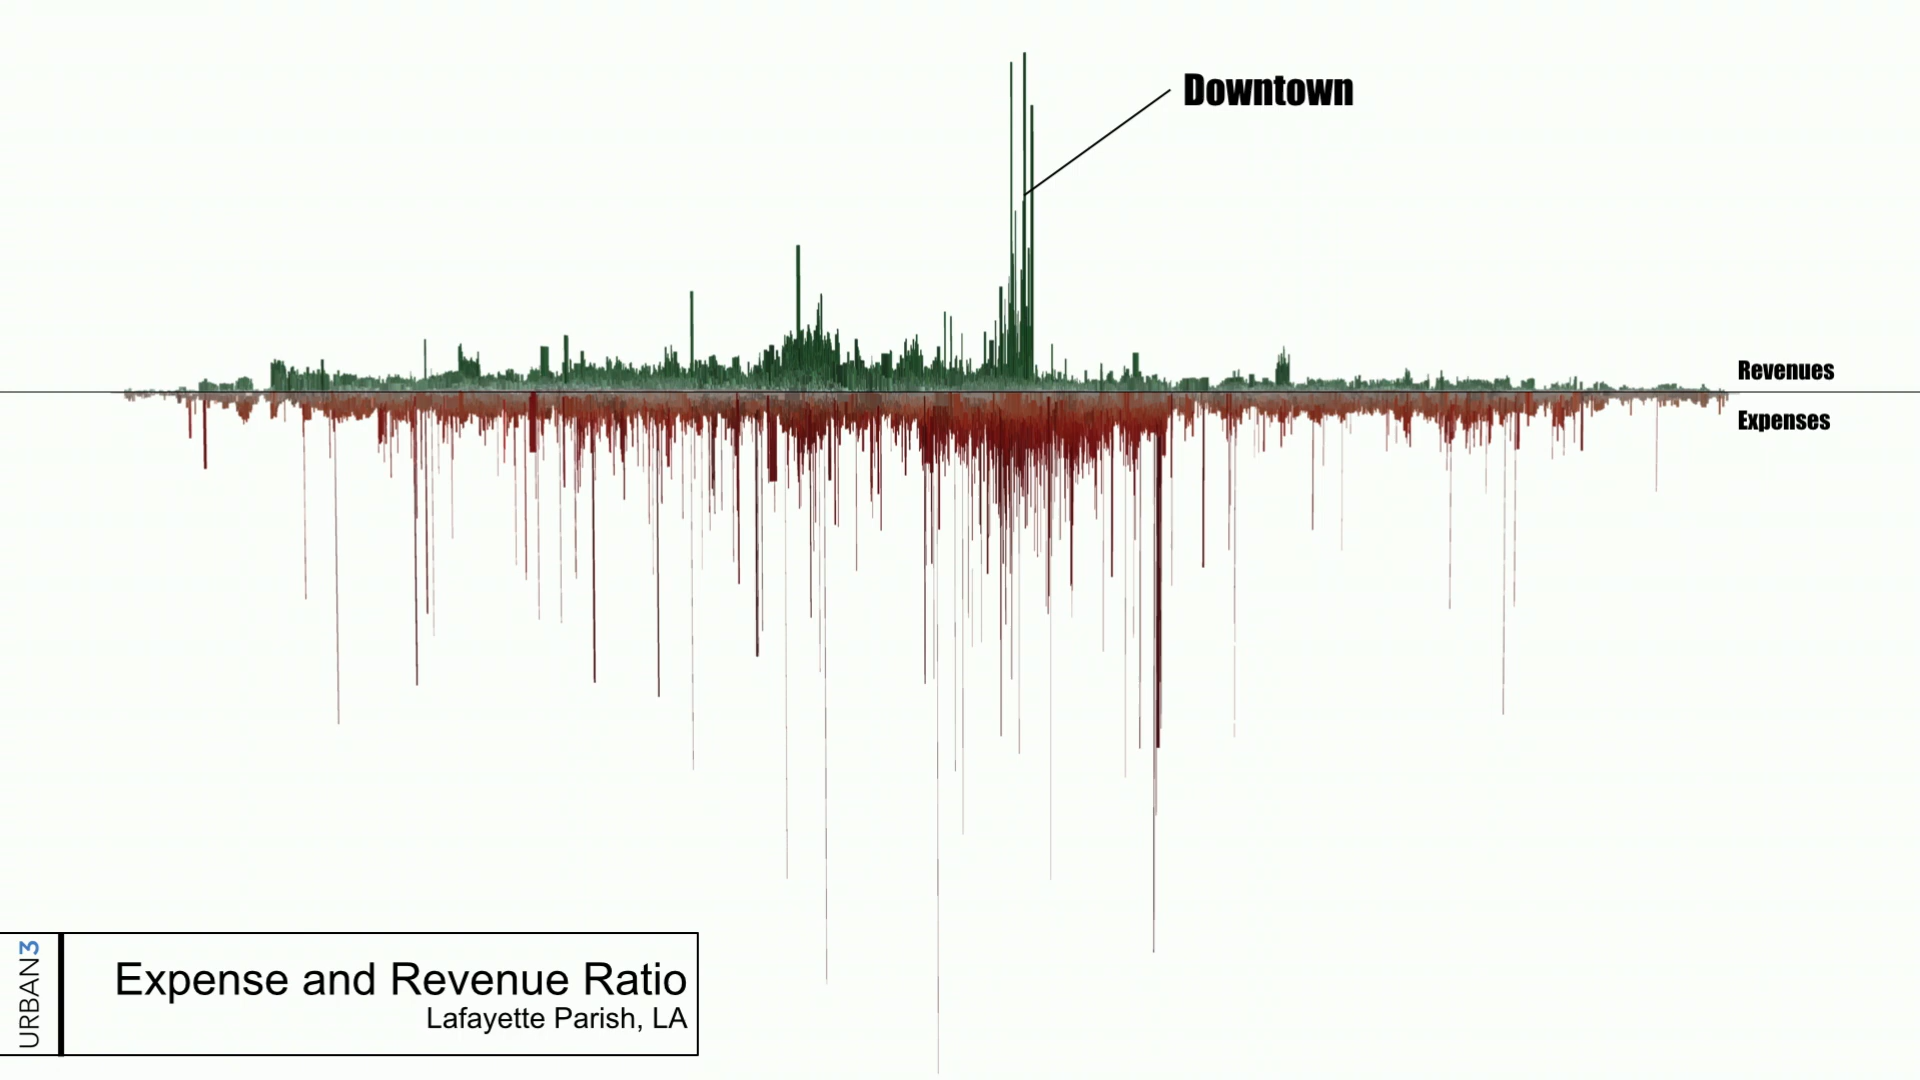 Downtown
Revenues
Expenses
URBAN3
Expense and Revenue Ratio
Lafayette Parish, LA